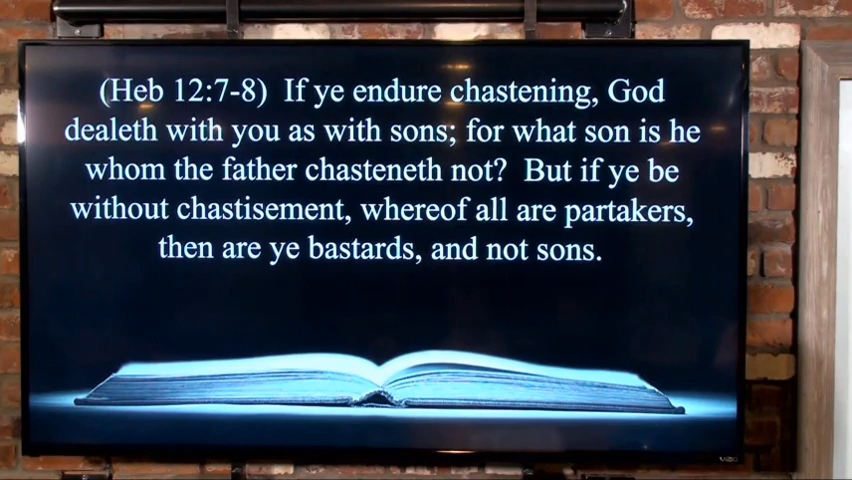 (Heb 12:7-8)  If ye endure chastening, God
dealeth with you as with sons; for what son is he
whom the father chasteneth not?  But if ye be
without chastisement, whereof all are partakers,
then are ye bastards, and not sons.
VIZIO